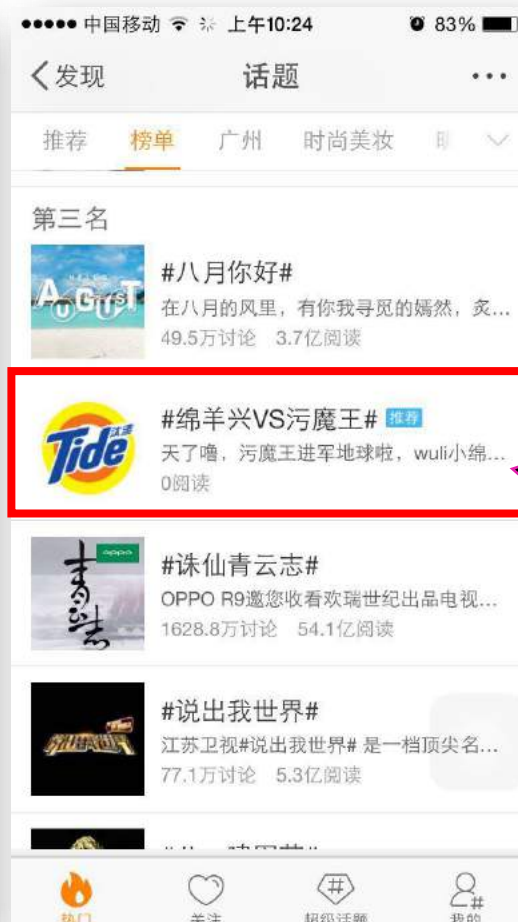 中国移动 上午10:24 83%
发现 话题
推荐 榜单 广州 时尚美妆
第三名
AUGUST
#八月你好#
在八月的风里，有你我寻觅的嫣然，炙...
49.5万讨论 3.7亿阅读
Tide 汰渍
#绵羊兴VS污魔王# 推荐
天了噜，污魔王进军地球啦，wuli小绵...
0阅读
oppo
青云志
#诛仙青云志#
OPPO R9邀您收看欢瑞世纪出品电视...
1628.8万讨论 54.1亿阅读
#说出我世界#
江苏卫视#说出我世界# 是一档顶尖名...
77.1万讨论 5.3亿阅读
热门 关注 超级话题 我的